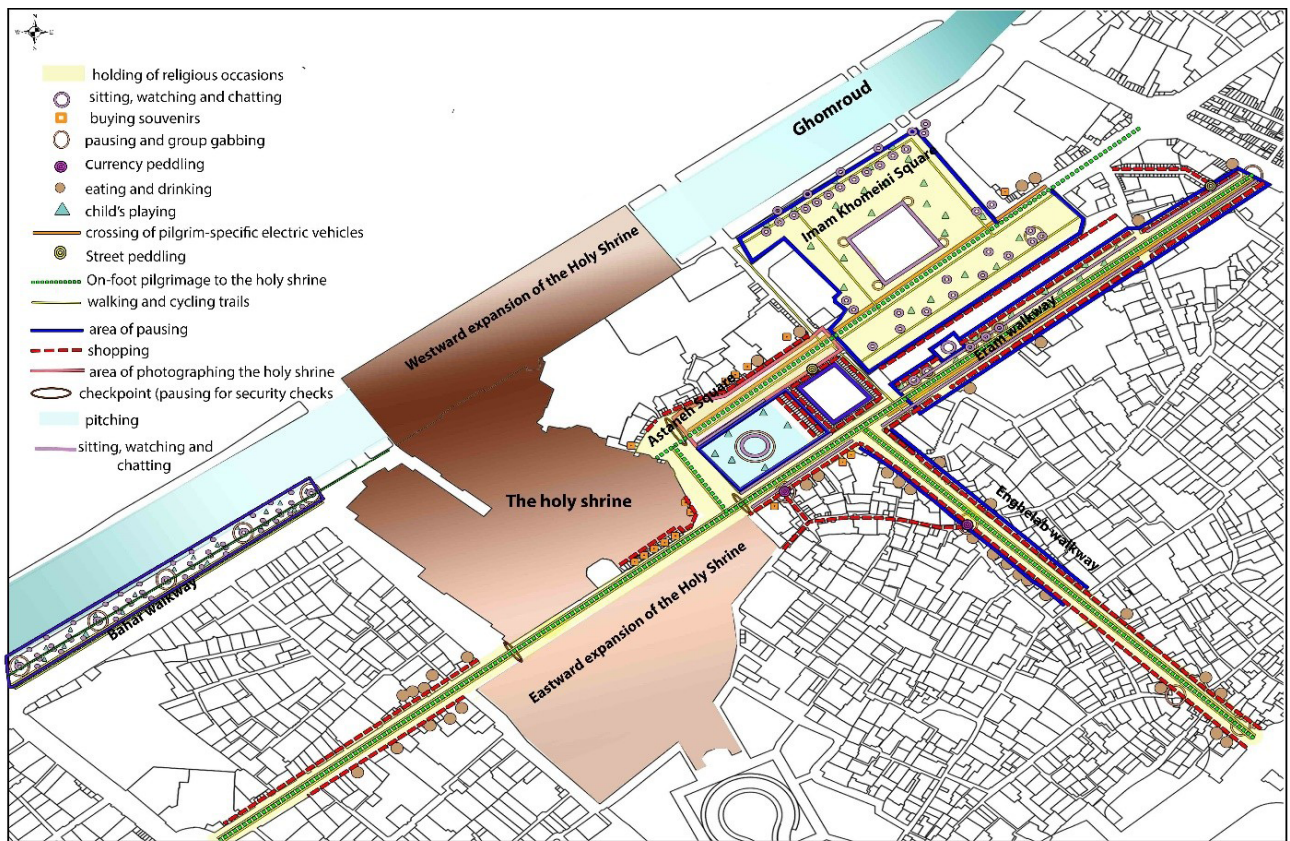 N
holding of religious occasions
sitting, watching and chatting
buying souvenirs
pausing and group gabbing
currency peddling
eating and drinking
child's playing
crossing of pilgrim-specific electric vehicles
Street peddling
On-foot pilgrimage to the holy shrine
walking and cycling trails
area of pausing
shopping
area of photographing the holy shrine
checkpoint (pausing for security checks
pitching
sitting, watching and
chatting
Ghomroud
Imam Khomeini Square
Westward expansion of the Holy Shrine
Eram walkway
Astaneh Square
The holy shrine
Enghelab walkway
Eastward expansion of the Holy Shrine
Bahar walkway